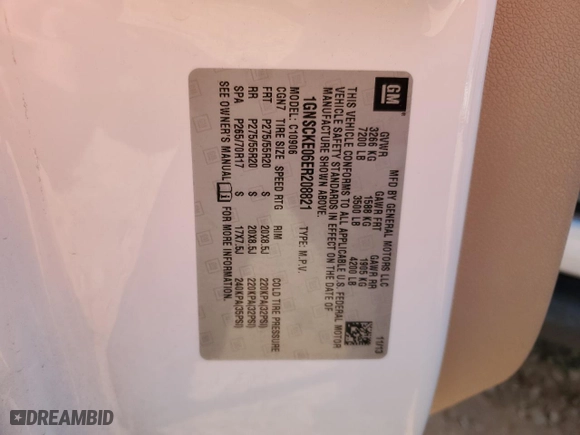 GM
MFD BY GENERAL MOTORS LLC
11/13
GVWR GAWR FRT GAWR RR
3266 KG 1588 KG 1905 KG
7200 LB 3500 LB 4200 LB
THIS VEHICLE CONFORMS TO ALL APPLICABLE U.S. FEDERAL MOTOR
VEHICLE SAFETY STANDARDS IN EFFECT ON THE DATE OF
MANUFACTURE SHOWN ABOVE.
1GNSCKE06ER208821 TYPE: M.P.V.
MODEL: C10906
CGN7 TIRE SIZE SPEED RTG RIM COLD TIRE PRESSURE
FRT P275/55R20 S 20X8.5J 220KPA(32PSI)
RR P275/55R20 S 20X8.5J 220KPA(32PSI)
SPA P265/70R17 S 17X7.5J 240KPA(35PSI)
SEE OWNER'S MANUAL FOR MORE INFORMATION.
DREAMBID